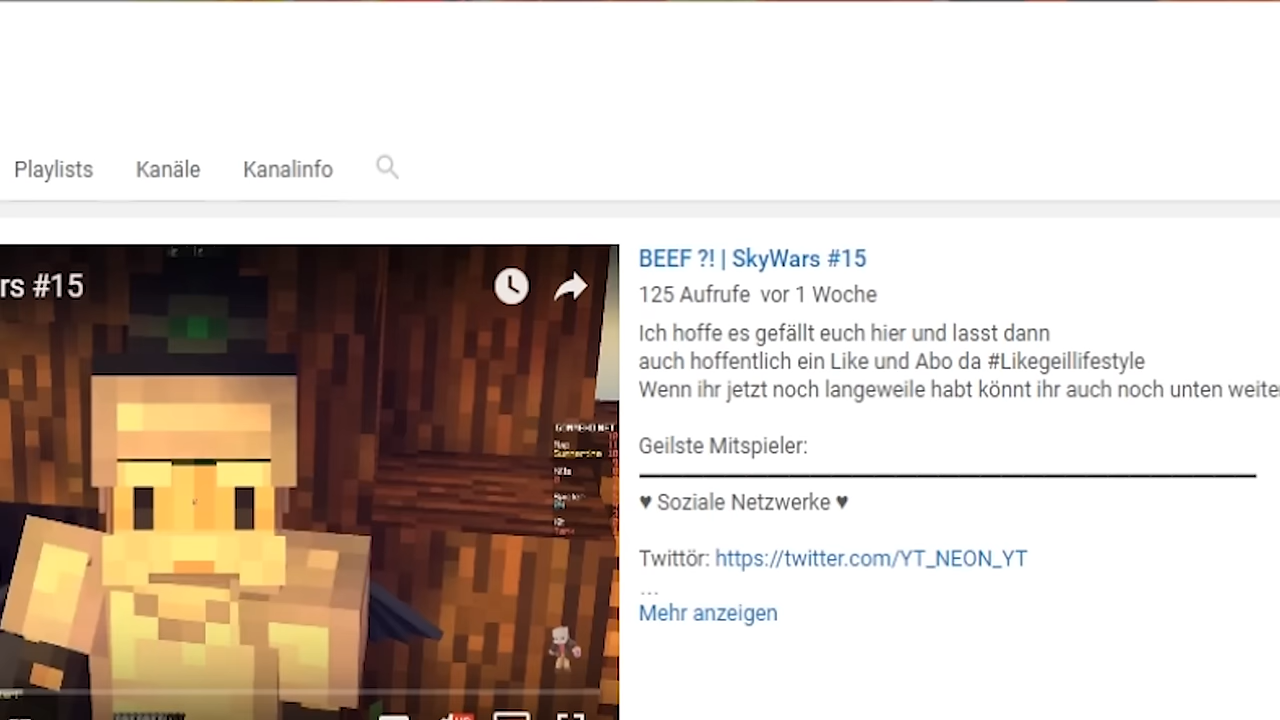 Playlists Kanäle Kanalinfo
rs #15
BEEF ?! | SkyWars #15
125 Aufrufe vor 1 Woche
Ich hoffe es gefällt euch hier und lasst dann
auch hoffentlich ein Like und Abo da #Likegeillifestyle
Wenn ihr jetzt noch langeweile habt könnt ihr auch noch unten weite
Geilste Mitspieler:
♥ Soziale Netzwerke ♥
Twittör: https://twitter.com/YT_NEON_YT
...
Mehr anzeigen